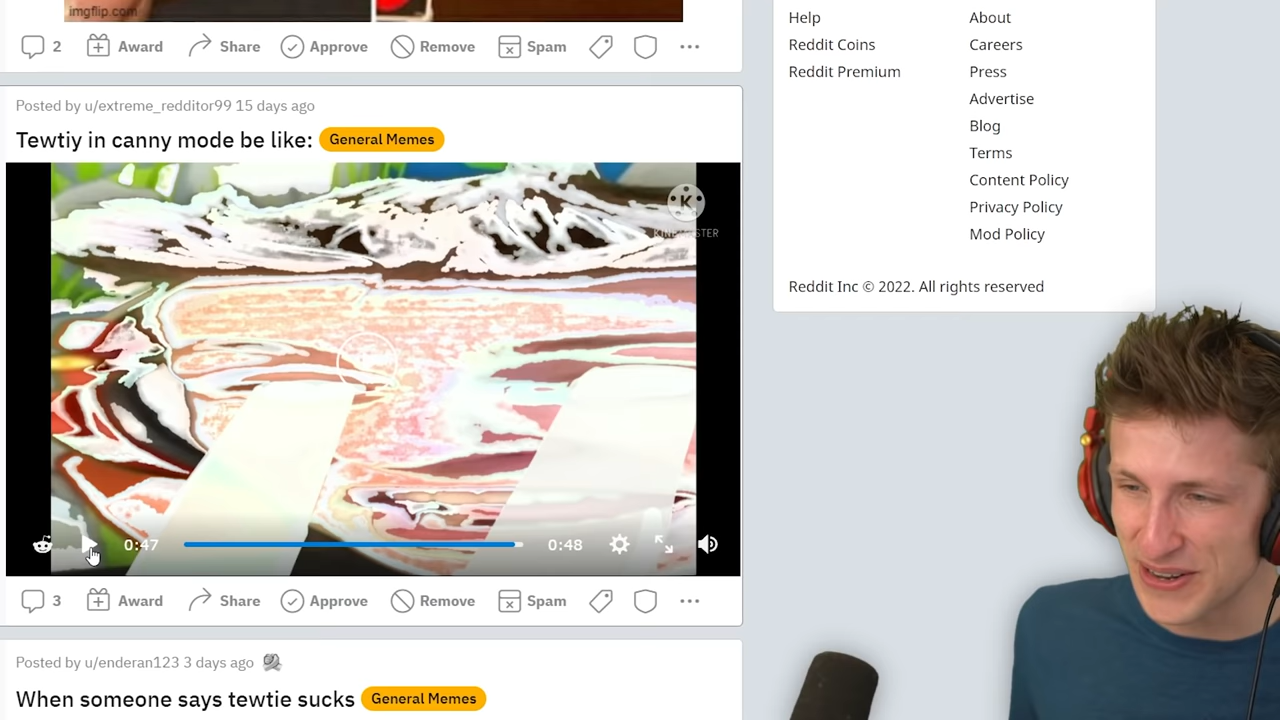 imgflip.com
2 Award Share Approve Remove Spam
Posted by u/extreme_redditor99 15 days ago
Tewtiy in canny mode be like: General Memes
K
KINEMASTER
0:47 0:48
3 Award Share Approve Remove Spam
Posted by u/enderan123 3 days ago
When someone says tewtie sucks General Memes
Help
Reddit Coins
Reddit Premium
About
Careers
Press
Advertise
Blog
Terms
Content Policy
Privacy Policy
Mod Policy
Reddit Inc © 2022. All rights reserved